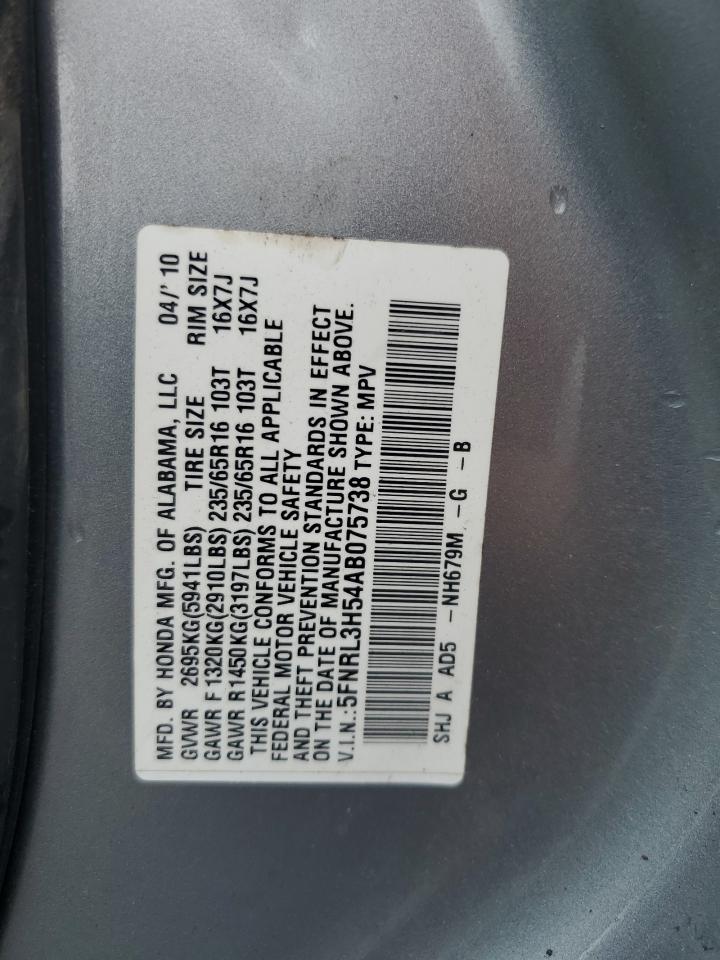 MFD. BY HONDA MFG. OF ALABAMA, LLC 04/'10
GVWR 2695KG(5941LBS) TIRE SIZE RIM SIZE
GAWR F1320KG(2910LBS) 235/65R16 103T 16X7J
GAWR R1450KG(3197LBS) 235/65R16 103T 16X7J
THIS VEHICLE CONFORMS TO ALL APPLICABLE
FEDERAL MOTOR VEHICLE SAFETY
AND THEFT PREVENTION STANDARDS IN EFFECT
ON THE DATE OF MANUFACTURE SHOWN ABOVE.
V.I.N.:5FNRL3H54AB075738 TYPE: MPV
SHJ A AD5 -NH679M -G -B